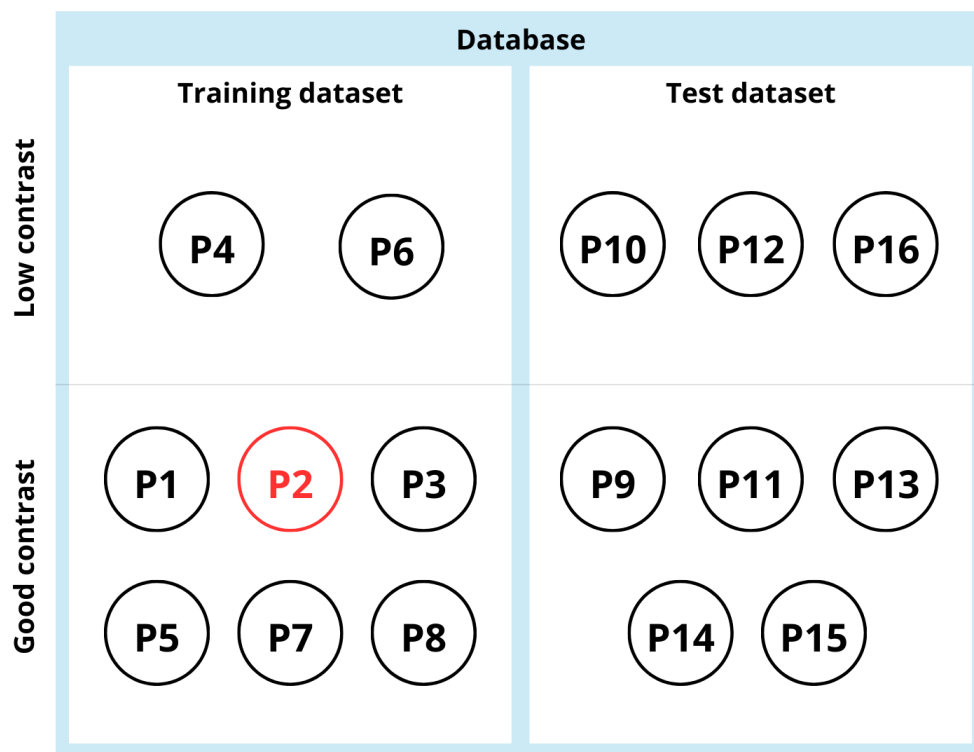 Database
Training dataset
Test dataset
Low contrast
P4
P6
P10
P12
P16
Good contrast
P1
P2
P3
P9
P11
P13
P5
P7
P8
P14
P15